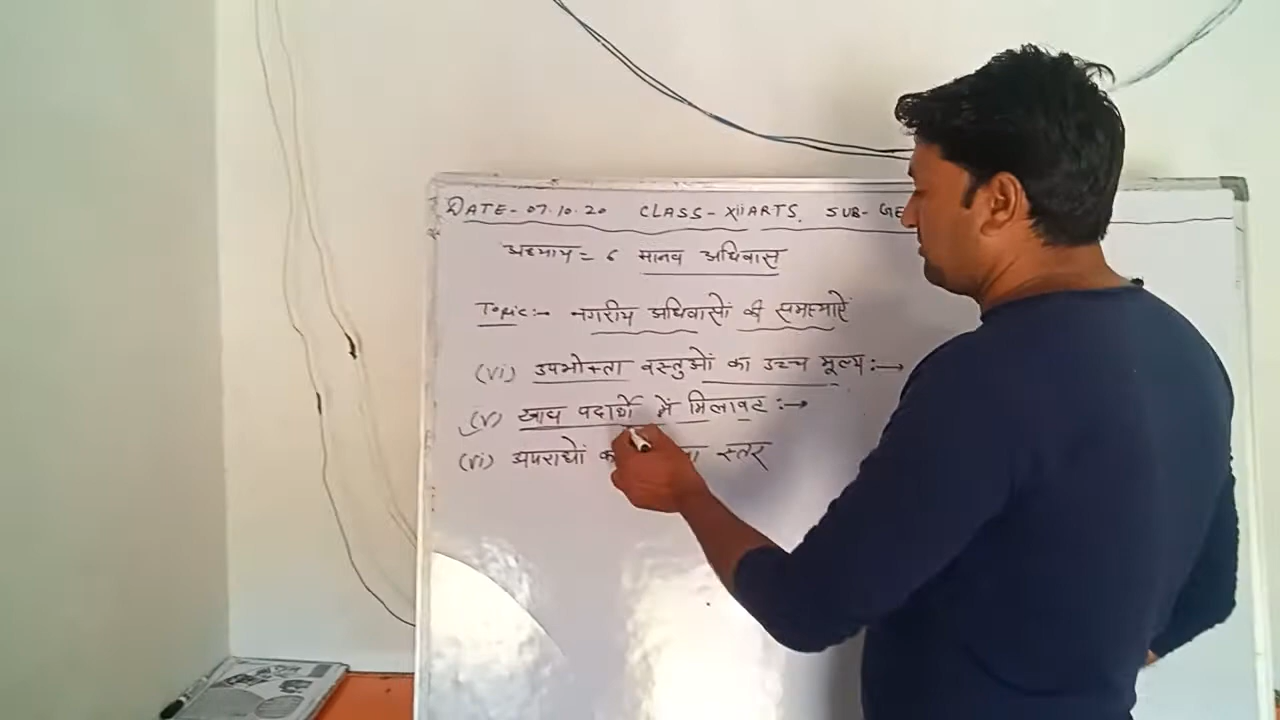 DATE- 07.10.20 CLASS- XII ARTS. SUB- GE
अध्याय = 6 मानव अधिवास
Topic:→ नगरीय अधिवासों की समस्याऐं
(vi) उपभोक्ता वस्तुओं का उच्च मूल्य :→
(v) खाद्य पदार्थों में मिलावट :→
(vi) अपराधों स्तर